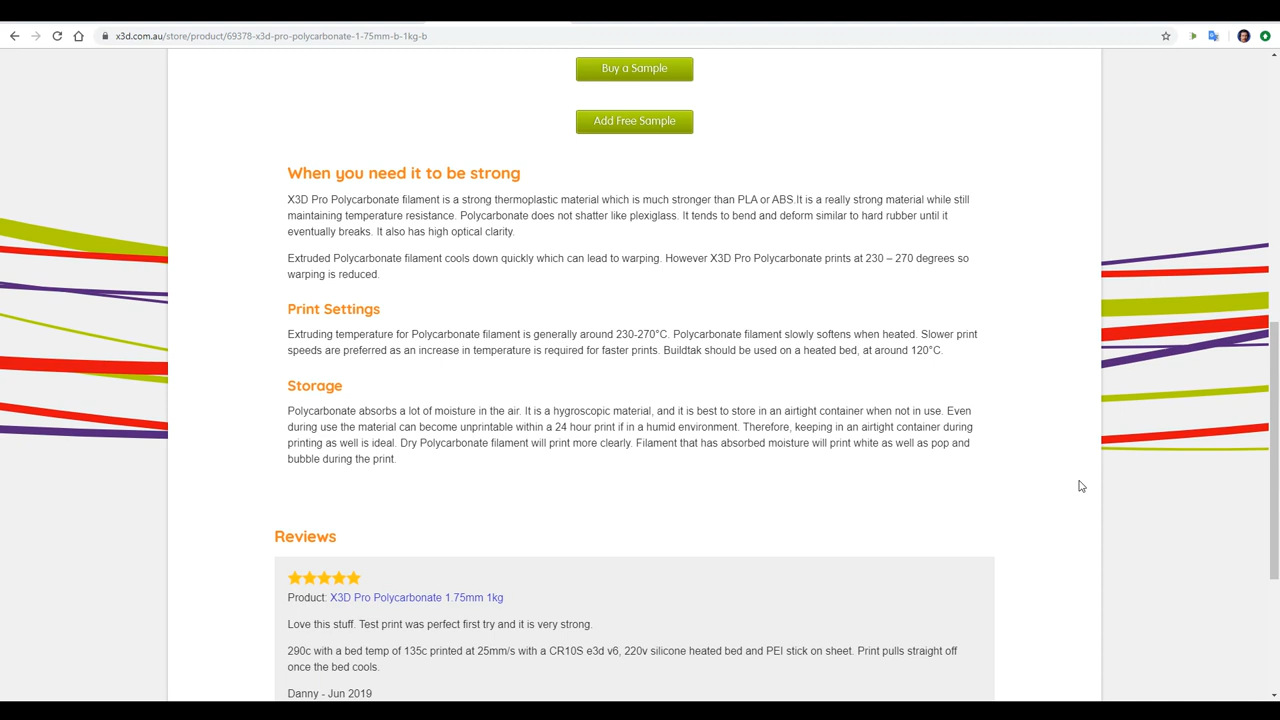 x3d.com.au/store/product/69378-x3d-pro-polycarbonate-1-75mm-b-1kg-b
Buy a Sample
Add Free Sample
When you need it to be strong
X3D Pro Polycarbonate filament is a strong thermoplastic material which is much stronger than PLA or ABS.It is a really strong material while still
maintaining temperature resistance. Polycarbonate does not shatter like plexiglass. It tends to bend and deform similar to hard rubber until it
eventually breaks. It also has high optical clarity.
Extruded Polycarbonate filament cools down quickly which can lead to warping. However X3D Pro Polycarbonate prints at 230 – 270 degrees so
warping is reduced.
Print Settings
Extruding temperature for Polycarbonate filament is generally around 230-270°C. Polycarbonate filament slowly softens when heated. Slower print
speeds are preferred as an increase in temperature is required for faster prints. Buildtak should be used on a heated bed, at around 120°C.
Storage
Polycarbonate absorbs a lot of moisture in the air. It is a hygroscopic material, and it is best to store in an airtight container when not in use. Even
during use the material can become unprintable within a 24 hour print if in a humid environment. Therefore, keeping in an airtight container during
printing as well is ideal. Dry Polycarbonate filament will print more clearly. Filament that has absorbed moisture will print white as well as pop and
bubble during the print.
Reviews
Product: X3D Pro Polycarbonate 1.75mm 1kg
Love this stuff. Test print was perfect first try and it is very strong.
290c with a bed temp of 135c printed at 25mm/s with a CR10S e3d v6, 220v silicone heated bed and PEI stick on sheet. Print pulls straight off
once the bed cools.
Danny - Jun 2019